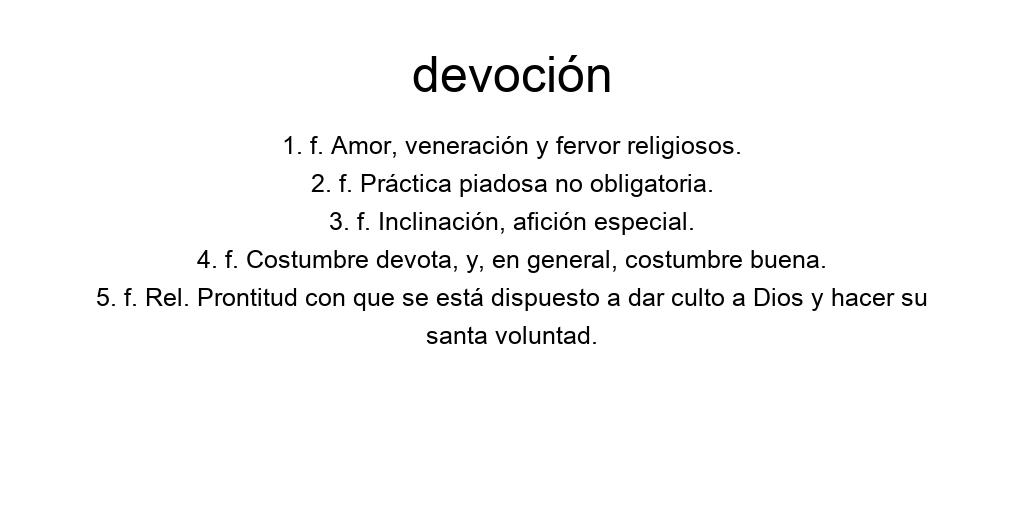 devoción
1. f. Amor, veneración y fervor religiosos.
2. f. Práctica piadosa no obligatoria.
3. f. Inclinación, afición especial.
4. f. Costumbre devota, y, en general, costumbre buena.
5. f. Rel. Prontitud con que se está dispuesto a dar culto a Dios y hacer su
santa voluntad.